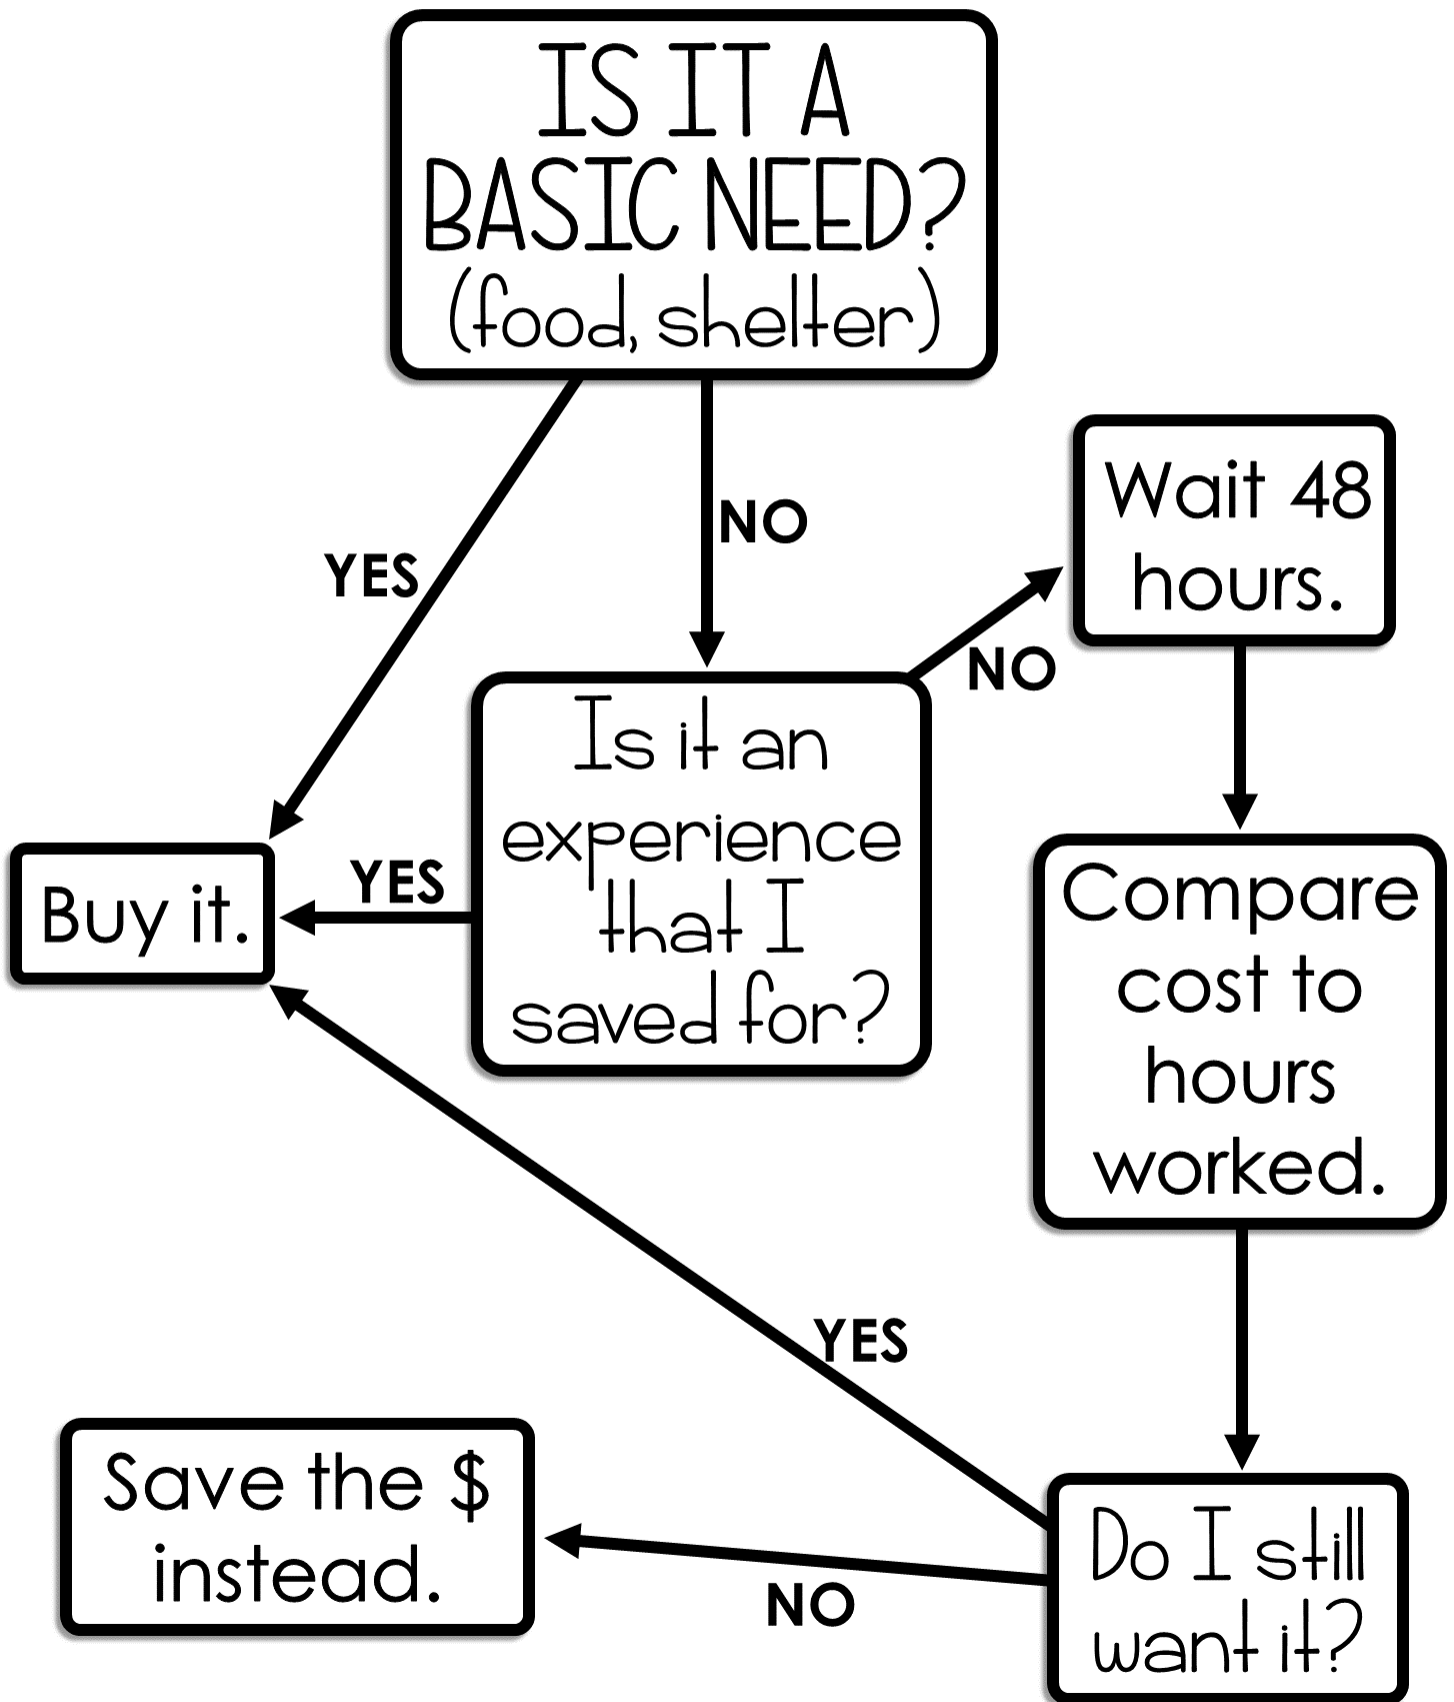 IS IT A
BASIC NEED?
(food, shelter)
YES
NO
Wait 48
hours.
NO
Is it an
experience
that I
saved for?
YES
Buy it.
Compare
cost to
hours
worked.
YES
Save the $
instead.
NO
Do I still
want it?